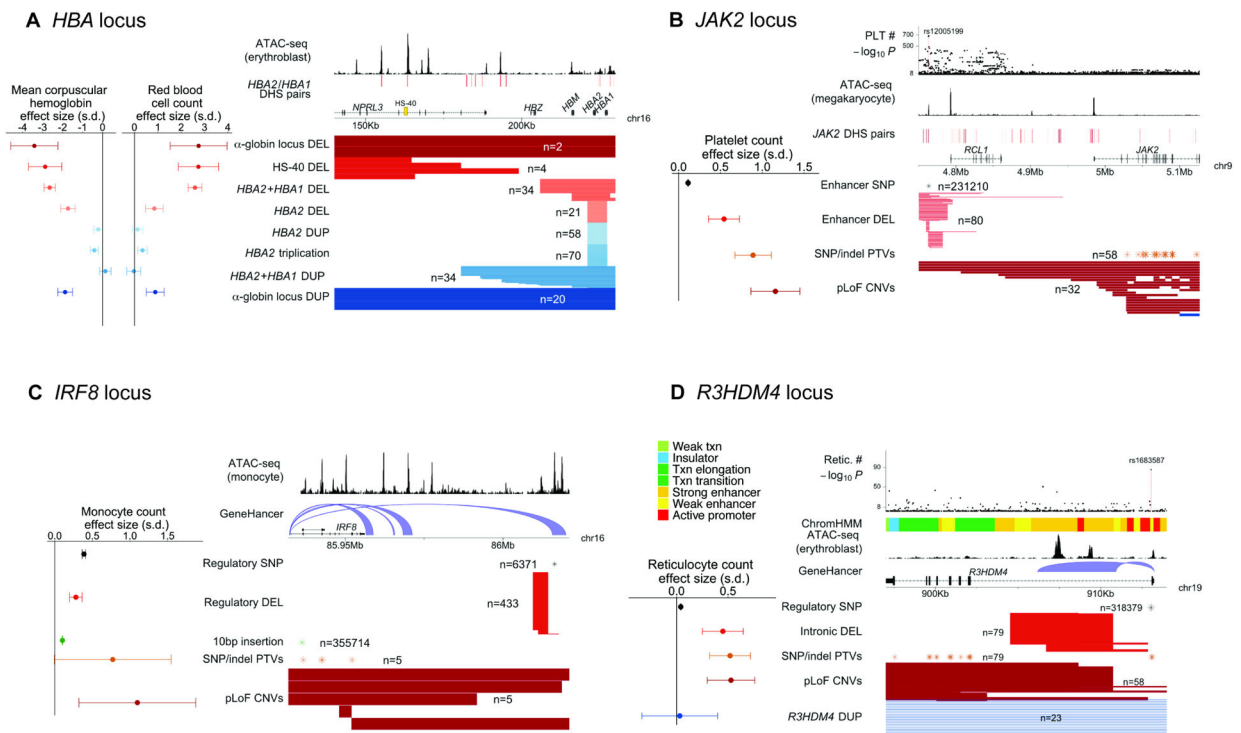 A HBA locus
ATAC-seq
(erythroblast)
HBA2/HBA1
DHS pairs
NPRL3
HS-40
HBZ
HBM
HBA2
HBA1
150Kb
200Kb
chr16
Mean corpuscular
hemoglobin
effect size (s.d.)
-4 -3 -2 -1 0
Red blood
cell count
effect size (s.d.)
0 1 2 3 4
α-globin locus DEL
n=2
HS-40 DEL
n=4
HBA2+HBA1 DEL
n=34
HBA2 DEL
n=21
HBA2 DUP
n=58
HBA2 triplication
n=70
HBA2+HBA1 DUP
n=34
α-globin locus DUP
n=20
B JAK2 locus
PLT #
−log10 P
700
500
8
rs12005199
ATAC-seq
(megakaryocyte)
JAK2 DHS pairs
RCL1
JAK2
4.8Mb
4.9Mb
5Mb
5.1Mb
chr9
Platelet count
effect size (s.d.)
0.0 0.5 1.0 1.5
Enhancer SNP
n=231210
Enhancer DEL
n=80
SNP/indel PTVs
n=58
pLoF CNVs
n=32
C IRF8 locus
ATAC-seq
(monocyte)
GeneHancer
IRF8
85.95Mb
86Mb
chr16
Monocyte count
effect size (s.d.)
0.0 0.5 1.0 1.5
Regulatory SNP
n=6371
Regulatory DEL
n=433
10bp insertion
n=355714
SNP/indel PTVs
n=5
pLoF CNVs
n=5
D R3HDM4 locus
Weak txn
Insulator
Txn elongation
Txn transition
Strong enhancer
Weak enhancer
Active promoter
Retic. #
−log10 P
90
50
8
rs1683587
ChromHMM
ATAC-seq
(erythroblast)
GeneHancer
R3HDM4
900Kb
910Kb
chr19
Reticulocyte count
effect size (s.d.)
0.0 0.5
Regulatory SNP
n=318379
Intronic DEL
n=79
SNP/indel PTVs
n=79
pLoF CNVs
n=58
R3HDM4 DUP
n=23